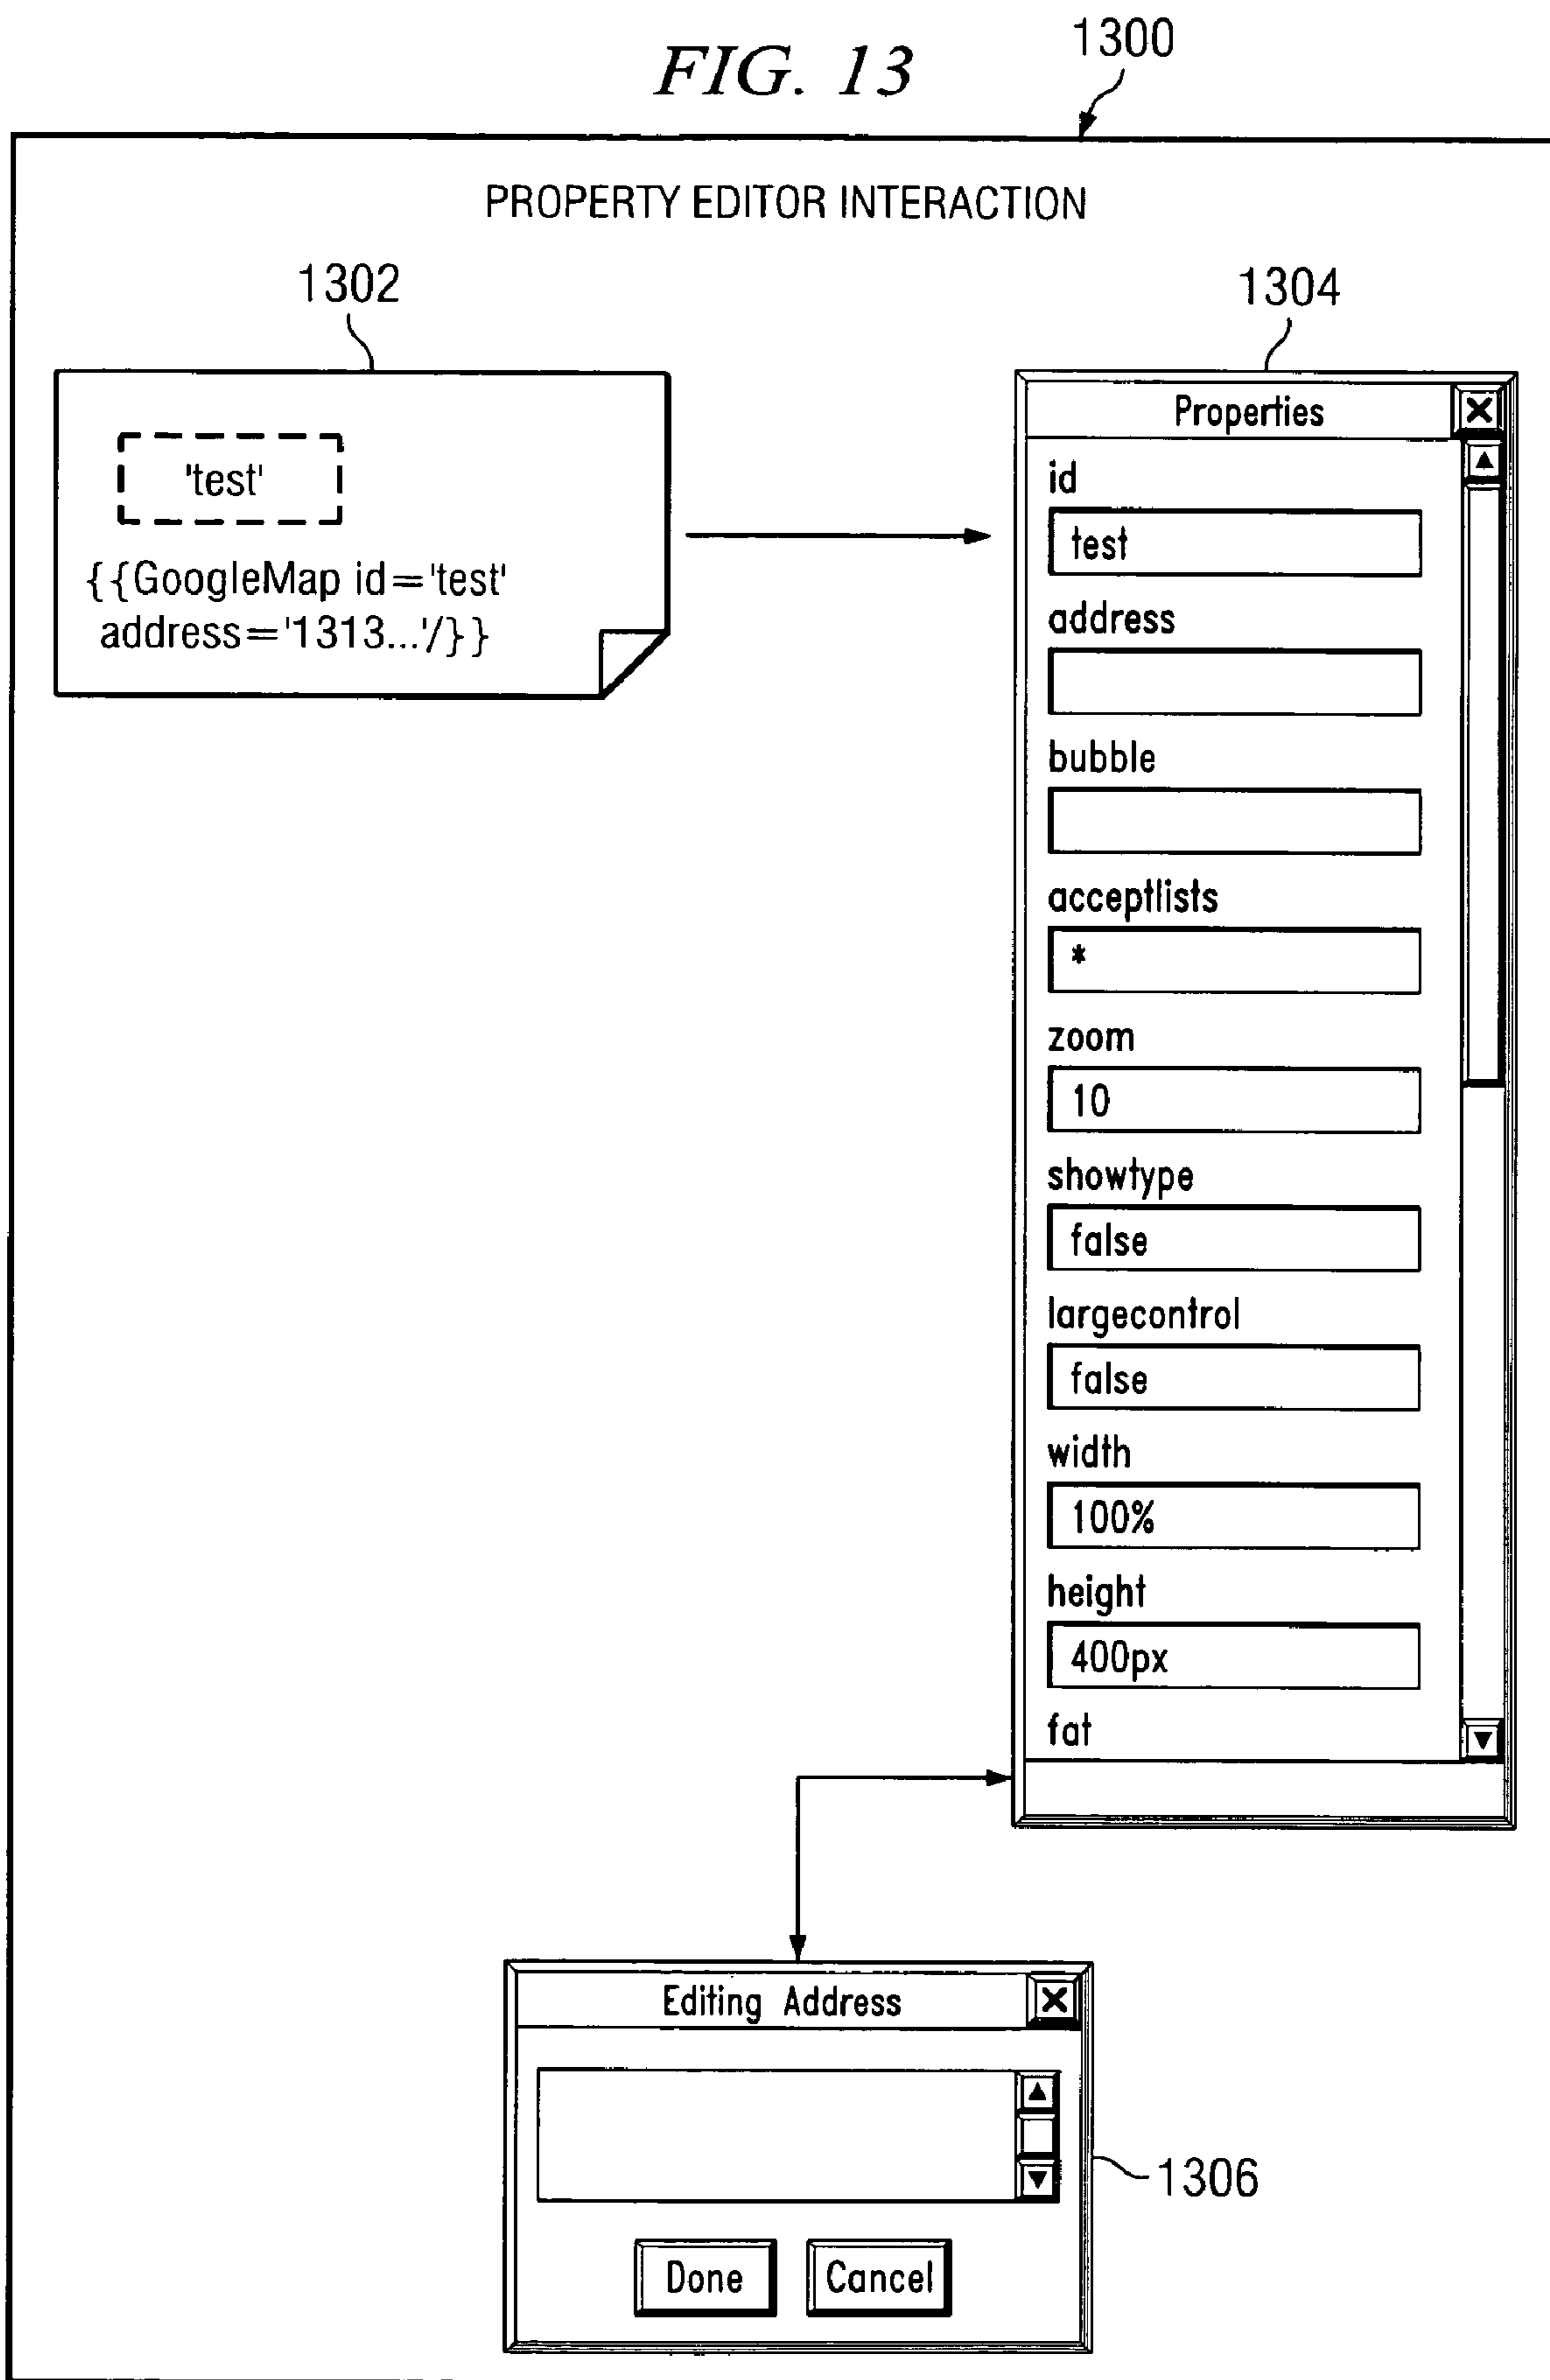 FIG. 13
1300
PROPERTY EDITOR INTERACTION
1302
'test'
{{GoogleMap id='test'
address='1313...'/}}
1304
Properties
id
test
address
bubble
acceptlists
*
zoom
10
showtype
false
largecontrol
false
width
100%
height
400px
fat
Editing Address
1306
Done Cancel